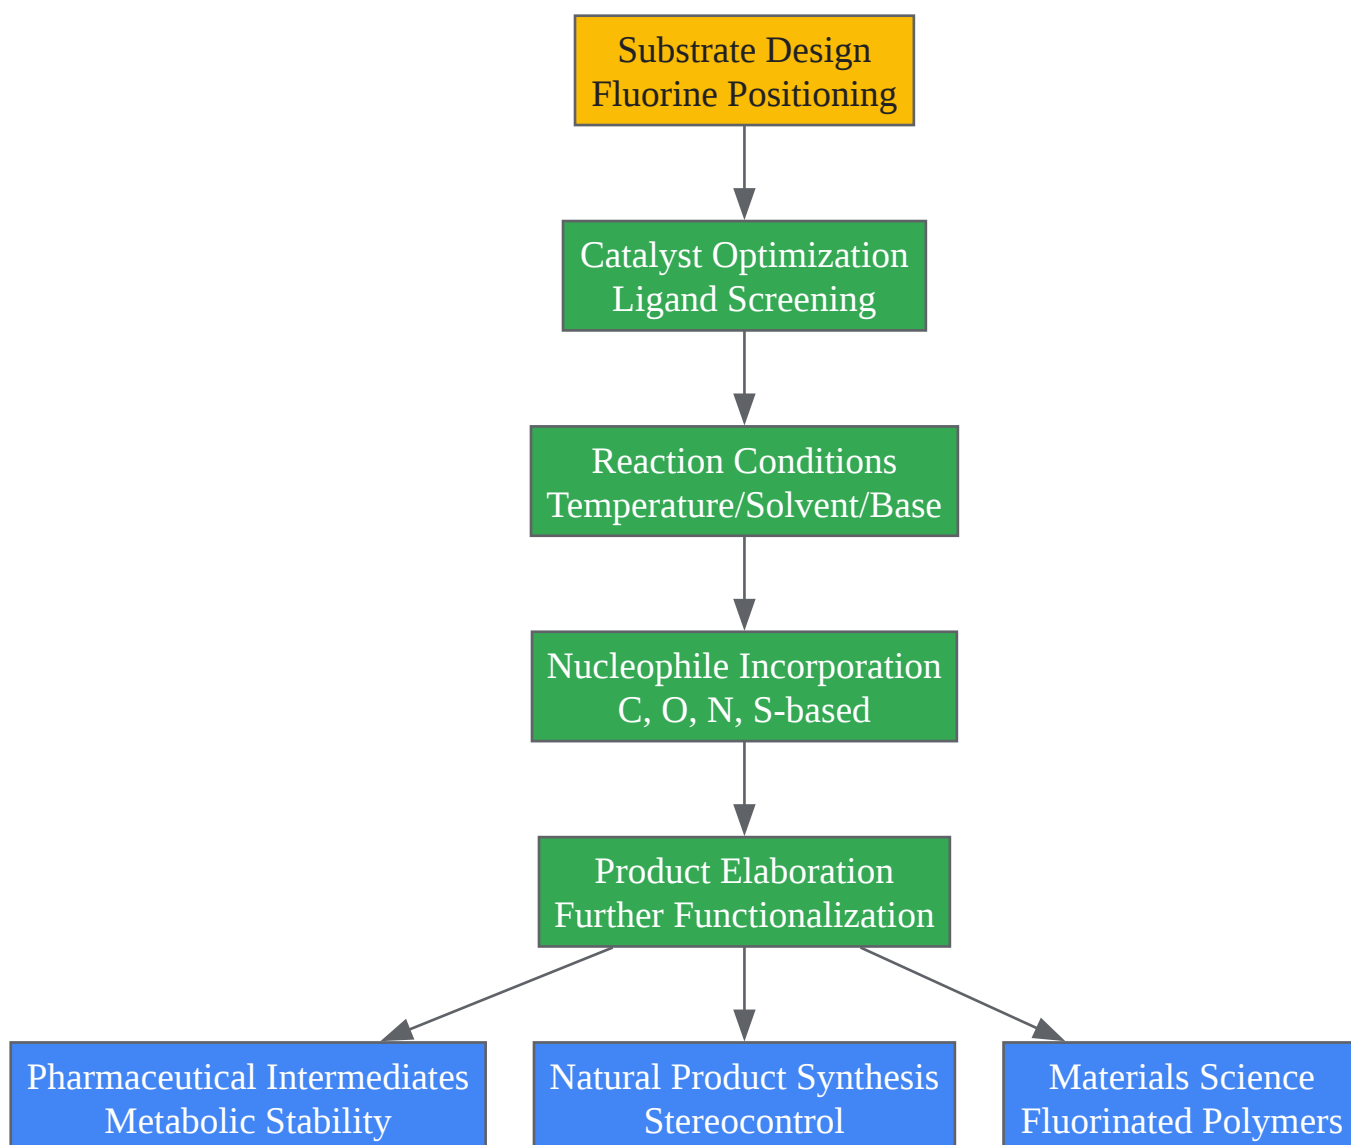 Substrate Design
Fluorine Positioning
Catalyst Optimization
Ligand Screening
Reaction Conditions
Temperature/Solvent/Base
Nucleophile Incorporation
C, O, N, S-based
Product Elaboration
Further Functionalization
Pharmaceutical Intermediates
Metabolic Stability
Natural Product Synthesis
Stereocontrol
Materials Science
Fluorinated Polymers